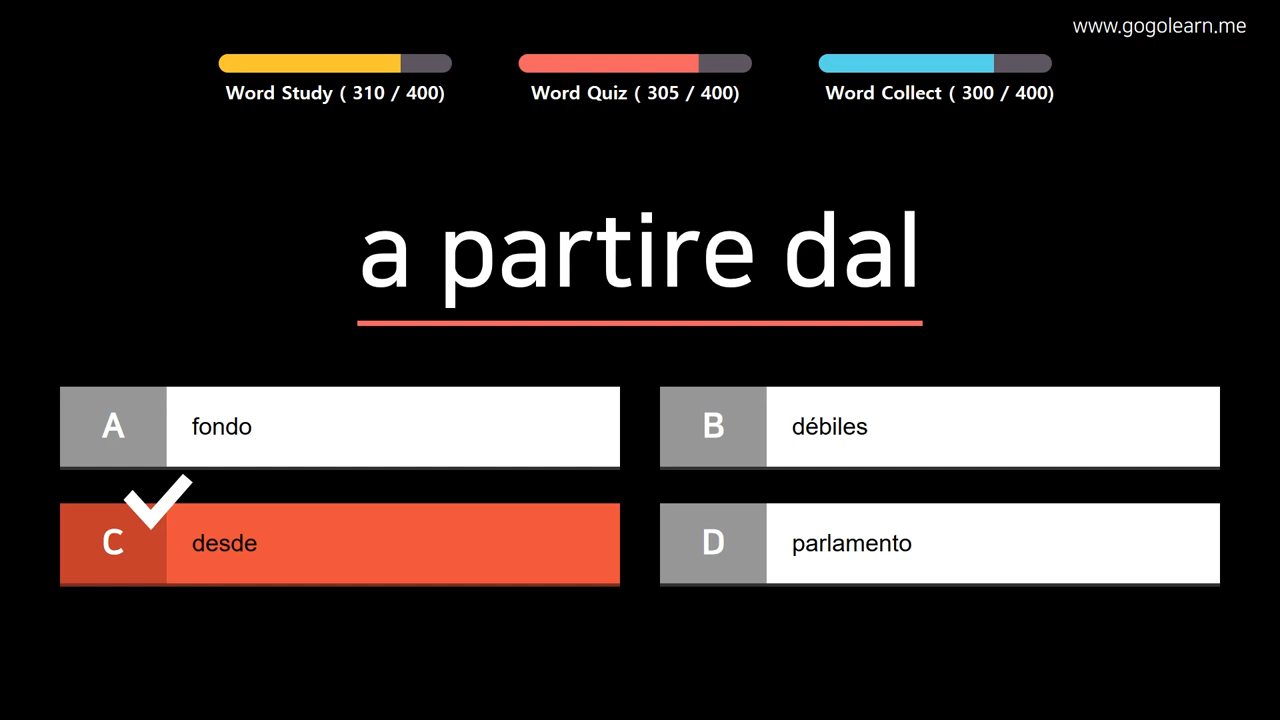 www.gogolearn.me
Word Study ( 310 / 400)
Word Quiz ( 305 / 400)
Word Collect ( 300 / 400)
a partire dal
A fondo
B débiles
C desde
D parlamento